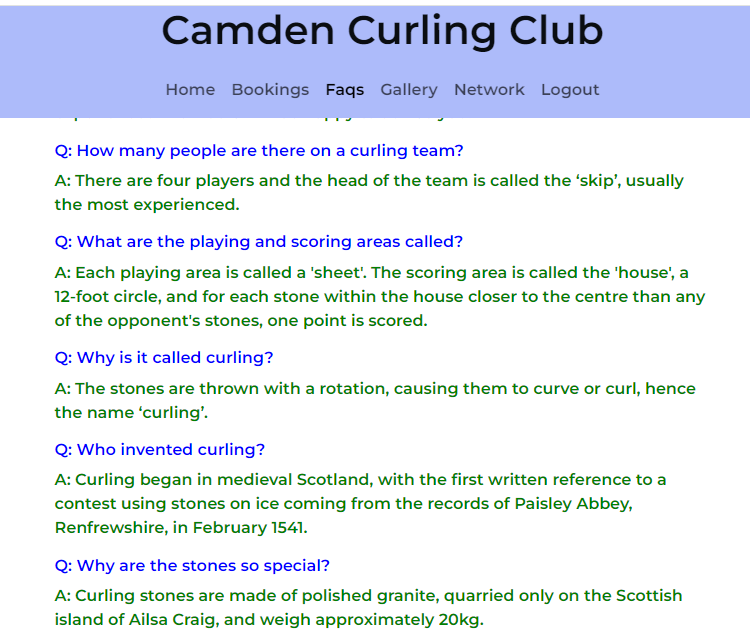 Camden Curling Club
Home Bookings Faqs Gallery Network Logout
Q: How many people are there on a curling team?
A: There are four players and the head of the team is called the ‘skip’, usually
the most experienced.
Q: What are the playing and scoring areas called?
A: Each playing area is called a 'sheet'. The scoring area is called the 'house', a
12-foot circle, and for each stone within the house closer to the centre than any
of the opponent's stones, one point is scored.
Q: Why is it called curling?
A: The stones are thrown with a rotation, causing them to curve or curl, hence
the name ‘curling’.
Q: Who invented curling?
A: Curling began in medieval Scotland, with the first written reference to a
contest using stones on ice coming from the records of Paisley Abbey,
Renfrewshire, in February 1541.
Q: Why are the stones so special?
A: Curling stones are made of polished granite, quarried only on the Scottish
island of Ailsa Craig, and weigh approximately 20kg.